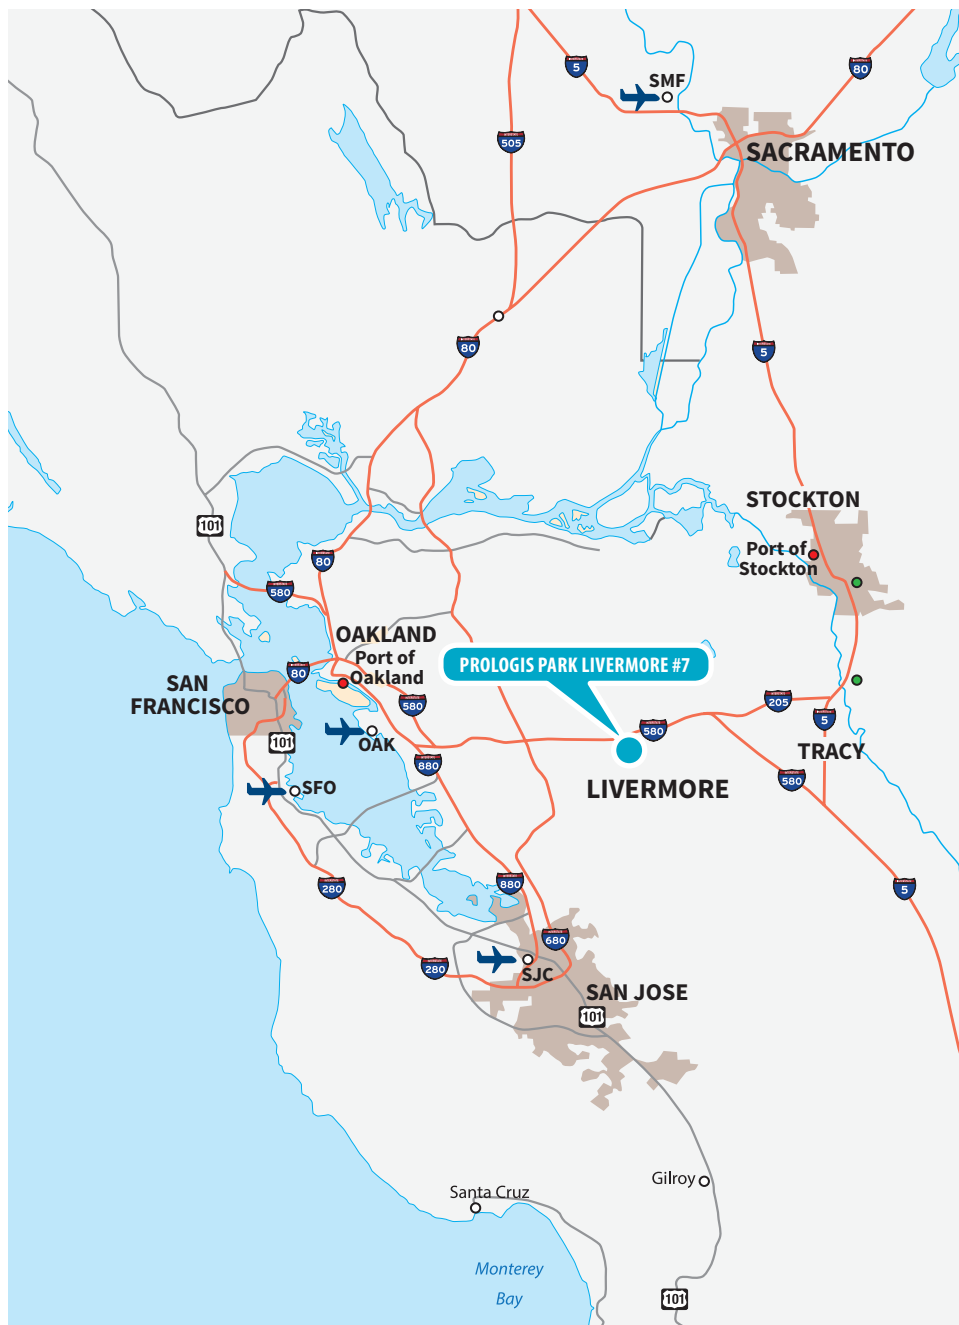 5
80
SMF
505
SACRAMENTO
80
5
STOCKTON
101
Port of
Stockton
80
580
OAKLAND
Port of
Oakland
PROLOGIS PARK LIVERMORE #7
80
SAN
FRANCISCO
580
205
5
580
101
OAK
TRACY
880
580
LIVERMORE
SFO
280
880
5
680
280
SJC
SAN JOSE
101
Gilroy
Santa Cruz
Monterey
Bay
101